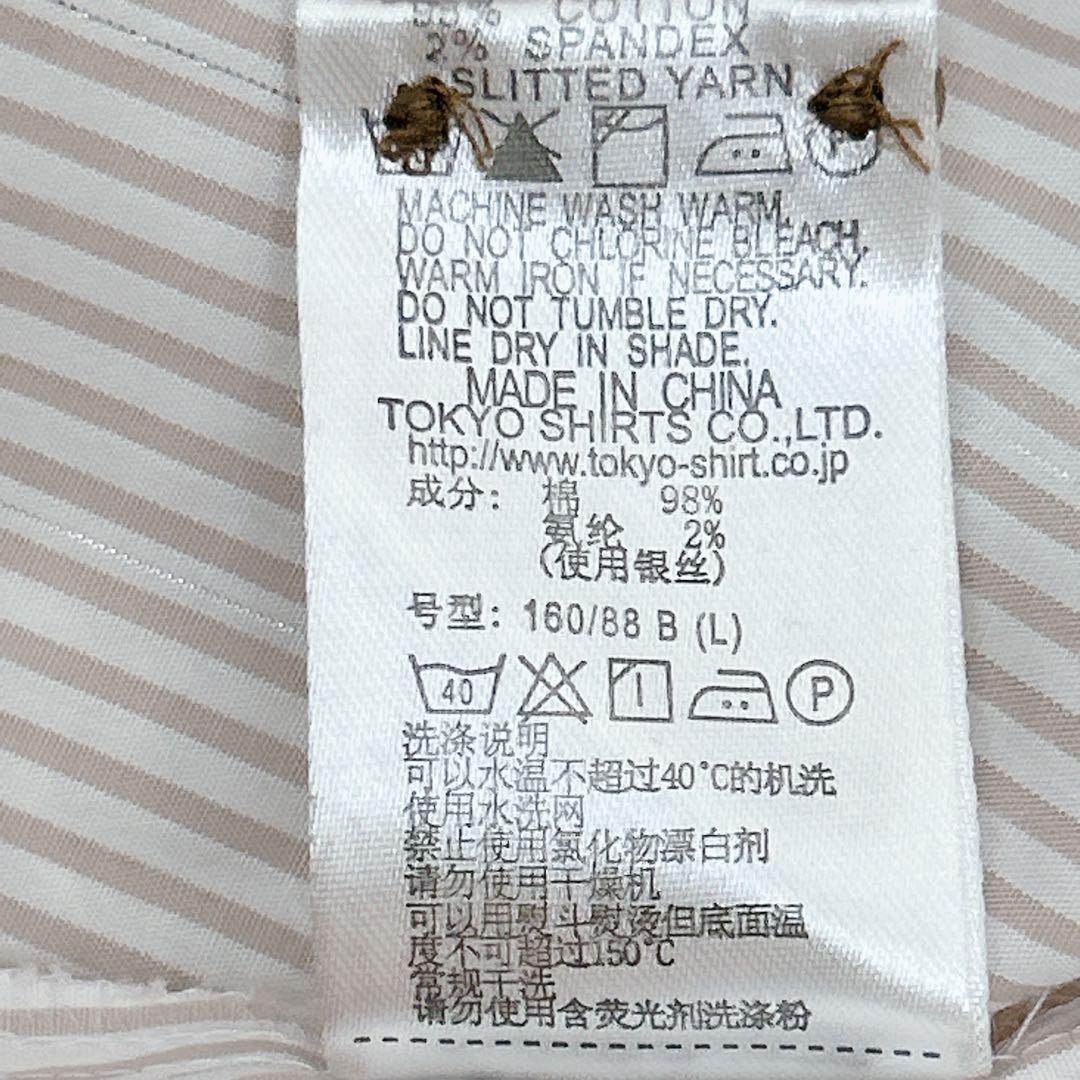 % COTTON
2% SPANDEX
SLITTED YARN
MACHINE WASH WARM.
DO NOT CHLORINE BLEACH.
WARM IRON IF NECESSARY.
DO NOT TUMBLE DRY.
LINE DRY IN SHADE.
MADE IN CHINA
TOKYO SHIRTS CO.,LTD.
http://www.tokyo-shirt.co.jp
成分: 棉 98%
氨纶 2%
(使用银丝)
号型: 160/88 B (L)
40 P
洗涤说明
可以水温不超过40℃的机洗
使用水洗网
禁止使用氯化物漂白剂
请勿使用干燥机
可以用熨斗熨烫但底面温
度不可超过150℃
常规干洗
请勿使用含荧光剂洗涤粉